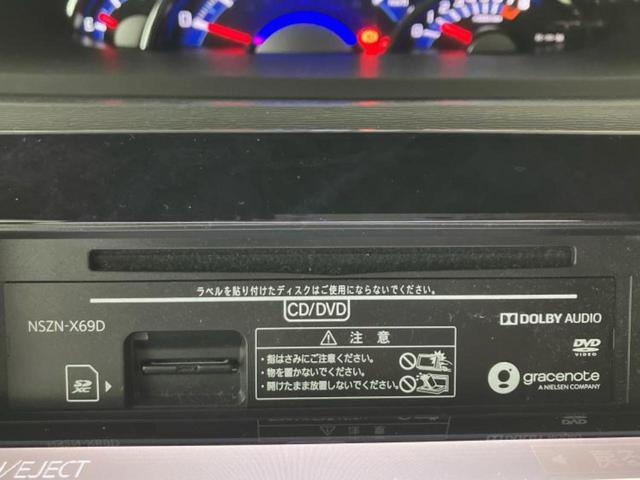 ラベルを貼り付けたディスクはご使用にならないでください。
CD/DVD
NSZN-X69D
DOLBY AUDIO
⚠ 注意
・指はさみにご注意ください。
・物を置かないでください。
・開けたまま放置しないでください。
DVD
VIDEO
SD
XC
gracenote
A NIELSEN COMPANY
/EJECT
戻る